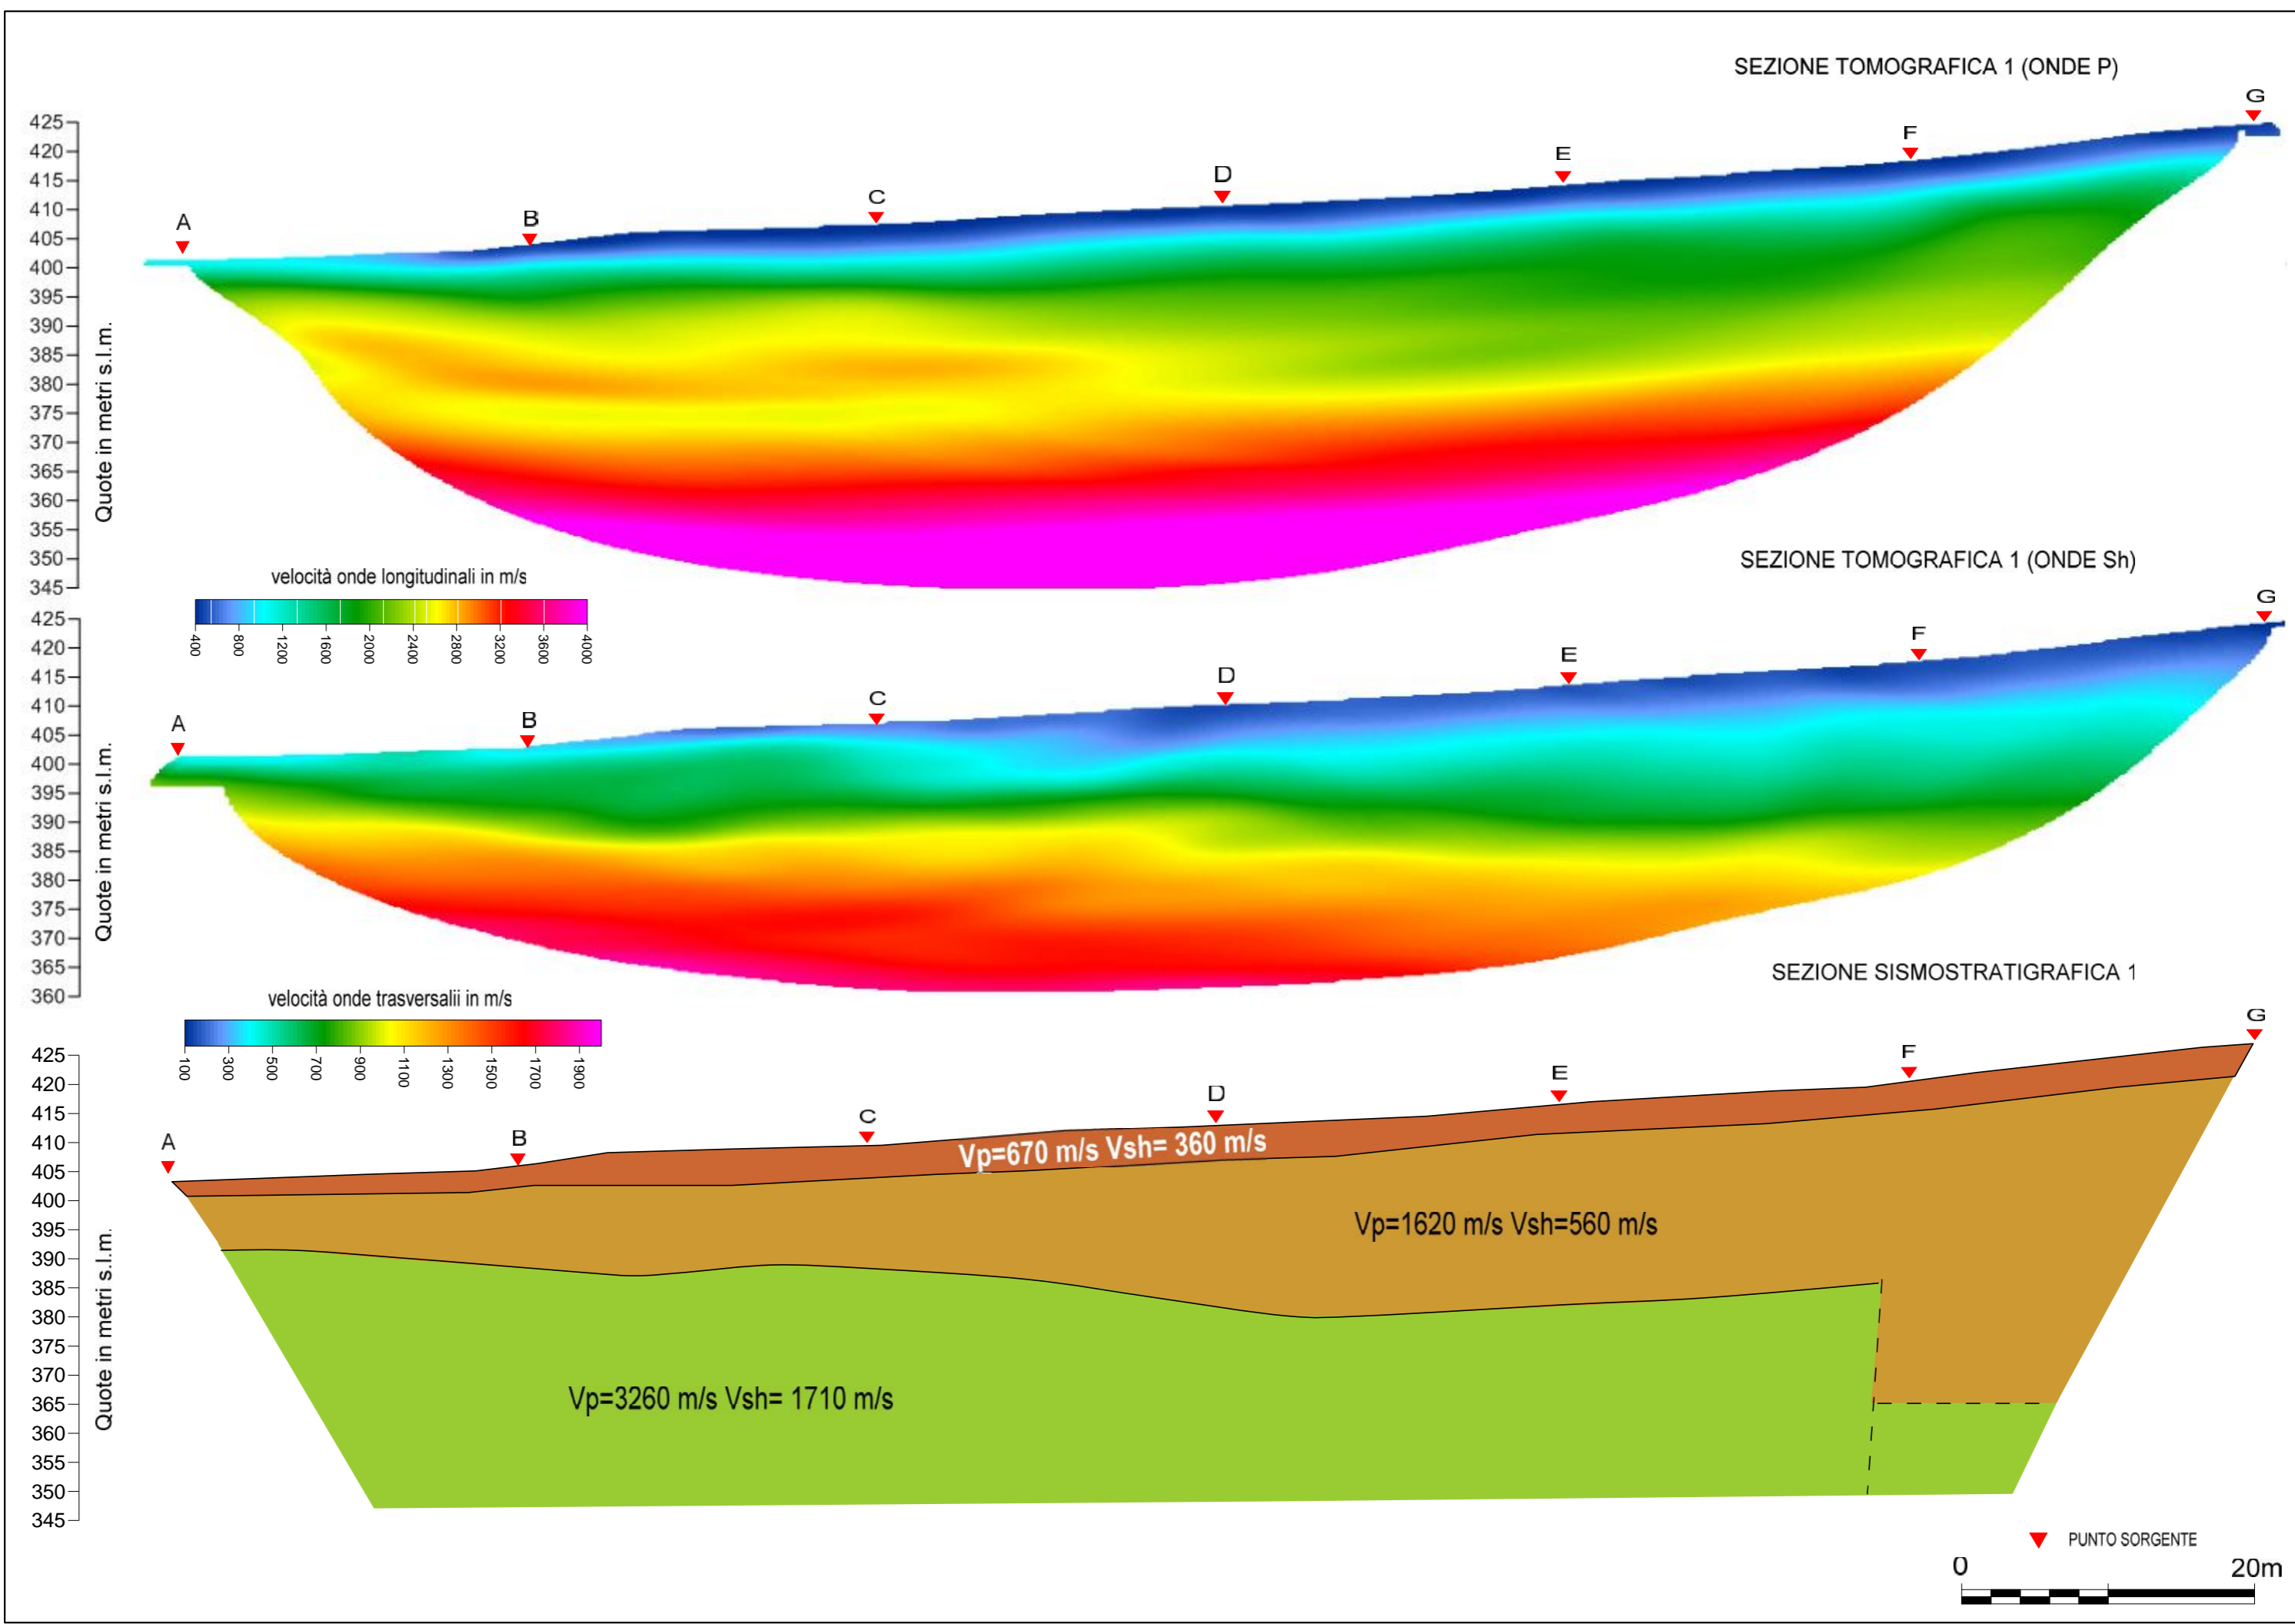 SEZIONE TOMOGRAFICA 1 (ONDE P)
A
B
C
D
E
F
G
425
420
415
410
405
400
395
390
385
380
375
370
365
360
355
350
345
Quote in metri s.l.m.
velocità onde longitudinali in m/s
400 800 1200 1600 2000 2400 2800 3200 3600 4000
SEZIONE TOMOGRAFICA 1 (ONDE Sh)
A
B
C
D
E
F
G
425
420
415
410
405
400
395
390
385
380
375
370
365
360
Quote in metri s.l.m.
velocità onde trasversalii in m/s
100 300 500 700 900 1100 1300 1500 1700 1900
SEZIONE SISMOSTRATIGRAFICA 1
A
B
C
D
E
F
G
425
420
415
410
405
400
395
390
385
380
375
370
365
360
355
350
345
Quote in metri s.l.m.
Vp=670 m/s Vsh= 360 m/s
Vp=1620 m/s Vsh=560 m/s
Vp=3260 m/s Vsh= 1710 m/s
PUNTO SORGENTE
0 20m